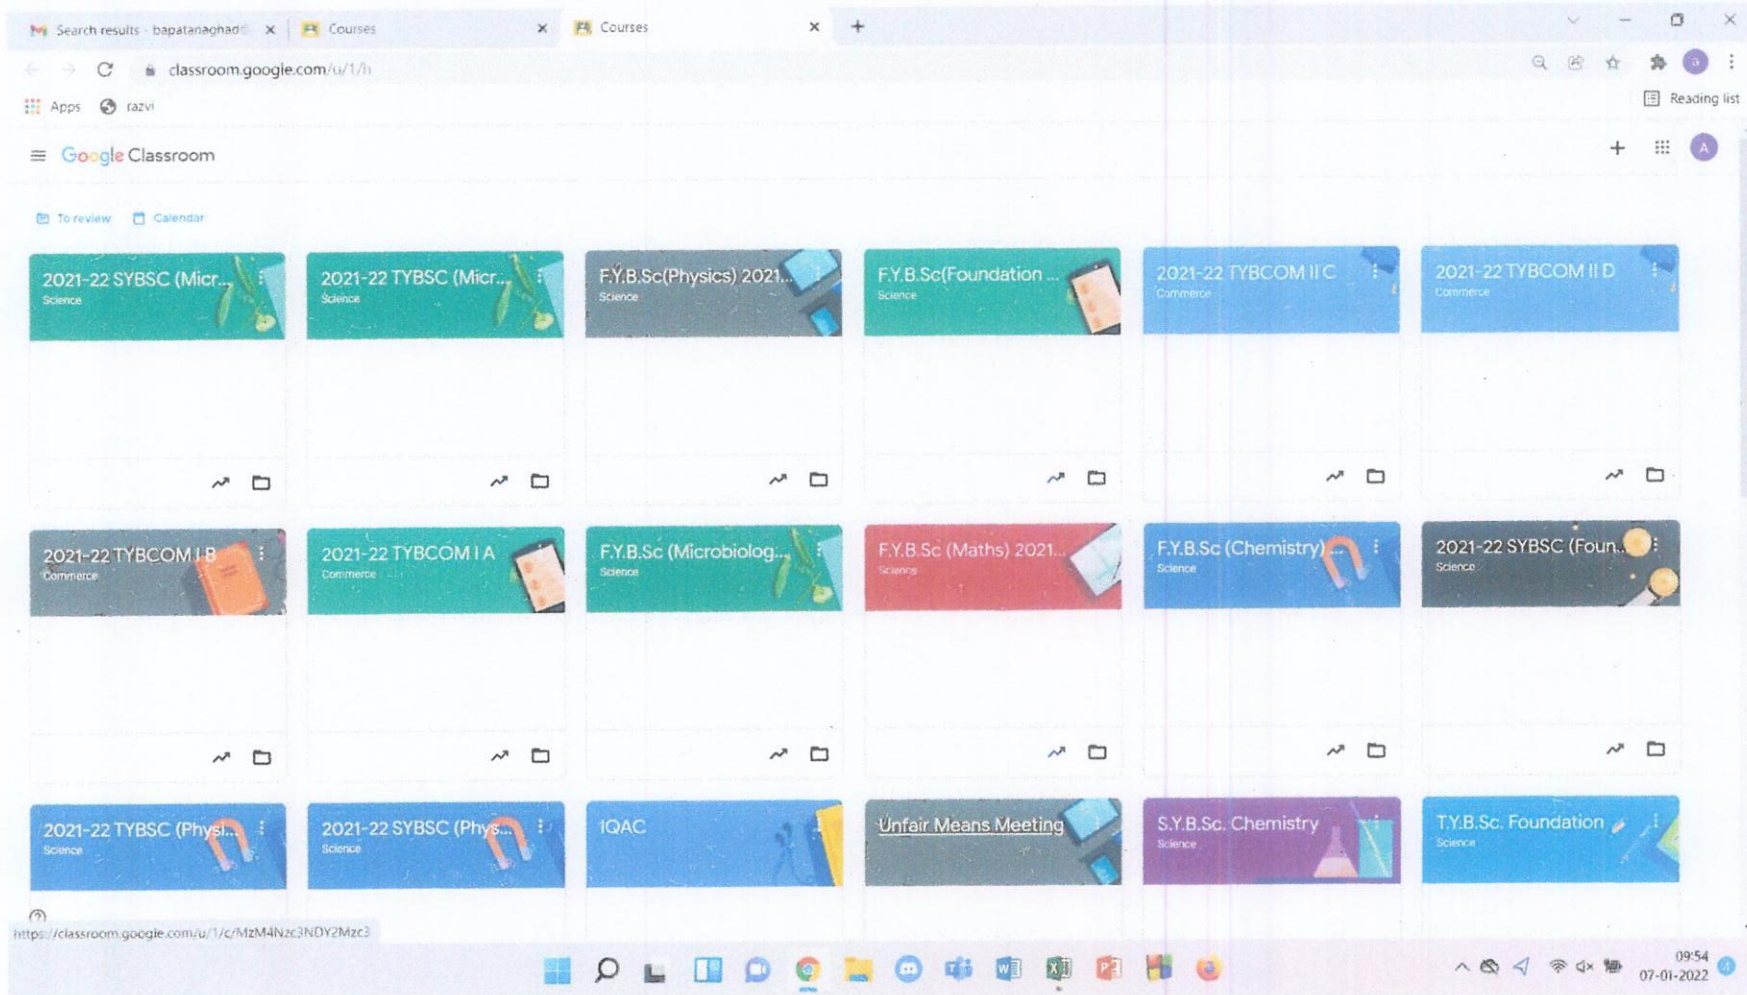 Search results - bapatanaghad
Courses
Courses
classroom.google.com/u/1/h
a
Apps
razvi
Reading list
Google Classroom
A
To review
Calendar
2021-22 SYBSC (Micr...
Science
2021-22 TYBSC (Micr...
Science
F.Y.B.Sc(Physics) 2021...
Science
F.Y.B.Sc(Foundation ...
Science
2021-22 TYBCOM II C
Commerce
2021-22 TYBCOM II D
Commerce
2021-22 TYBCOM I B
Commerce
2021-22 TYBCOM I A
Commerce
F.Y.B.Sc (Microbiolog...
Science
F.Y.B.Sc (Maths) 2021...
Science
F.Y.B.Sc (Chemistry)
Science
2021-22 SYBSC (Foun...
Science
2021-22 TYBSC (Physi...
Science
2021-22 SYBSC (Phys...
Science
IQAC
Unfair Means Meeting
S.Y.B.Sc. Chemistry
Science
T.Y.B.Sc. Foundation
Science
https://classroom.google.com/u/1/c/MzM4Nzc3NDY2Mzc3
09:54
07-01-2022